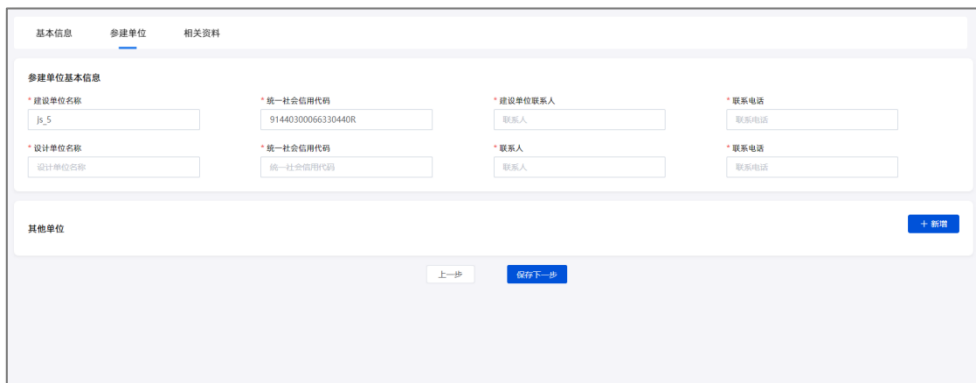 基本信息 参建单位 相关资料
参建单位基本信息
* 建设单位名称 * 统一社会信用代码 * 建设单位联系人 * 联系电话
js_5 91440300066330440R 联系人 联系电话
* 设计单位名称 * 统一社会信用代码 * 联系人 * 联系电话
设计单位名称 统一社会信用代码 联系人 联系电话
其他单位 + 新增
上一步 保存下一步